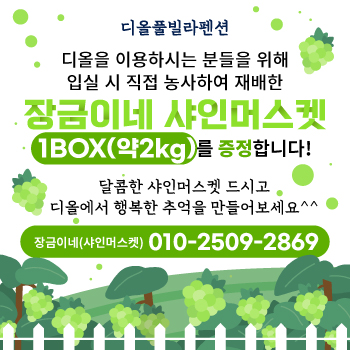 디올풀빌라펜션
디올을 이용하시는 분들을 위해
입실 시 직접 농사하여 재배한
장금이네 샤인머스켓
1BOX(약2kg)를 증정합니다!
달콤한 샤인머스켓 드시고
디올에서 행복한 추억을 만들어보세요^^
장금이네(샤인머스켓) 010-2509-2869